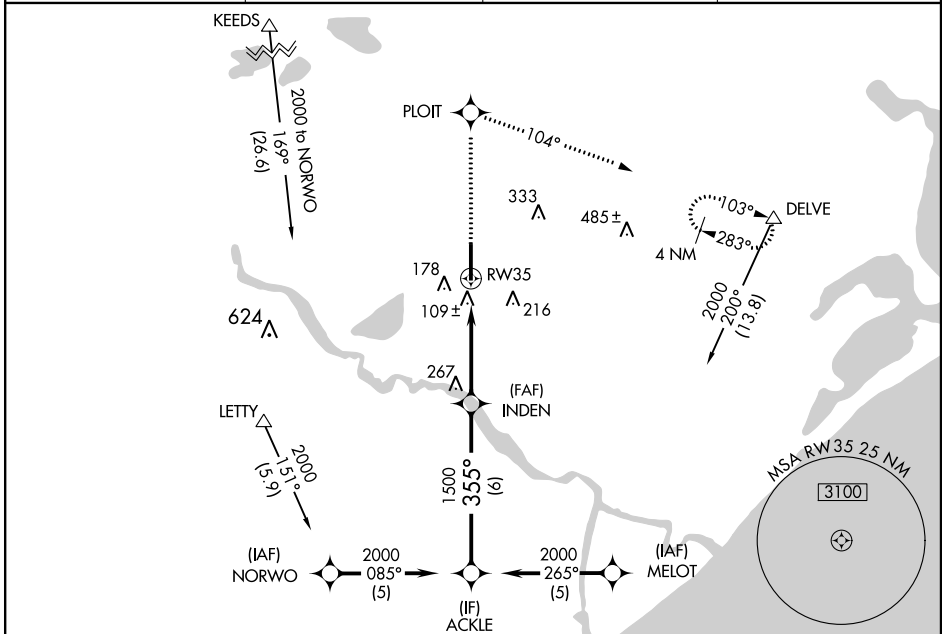 KEEDS
2000 to NORWO
169°
(26.6)
PLOIT
104°
333
485±
103°
DELVE
4 NM
283°
178
RW35
109±
216
2000
200°
(13.8)
624
267
(FAF)
INDEN
LETTY
2000
151°
(5.9)
1500
355°
(6)
MSA RW35 25 NM
3100
(IAF)
NORWO
2000
085°
(5)
2000
265°
(5)
(IAF)
MELOT
(IF)
ACKLE